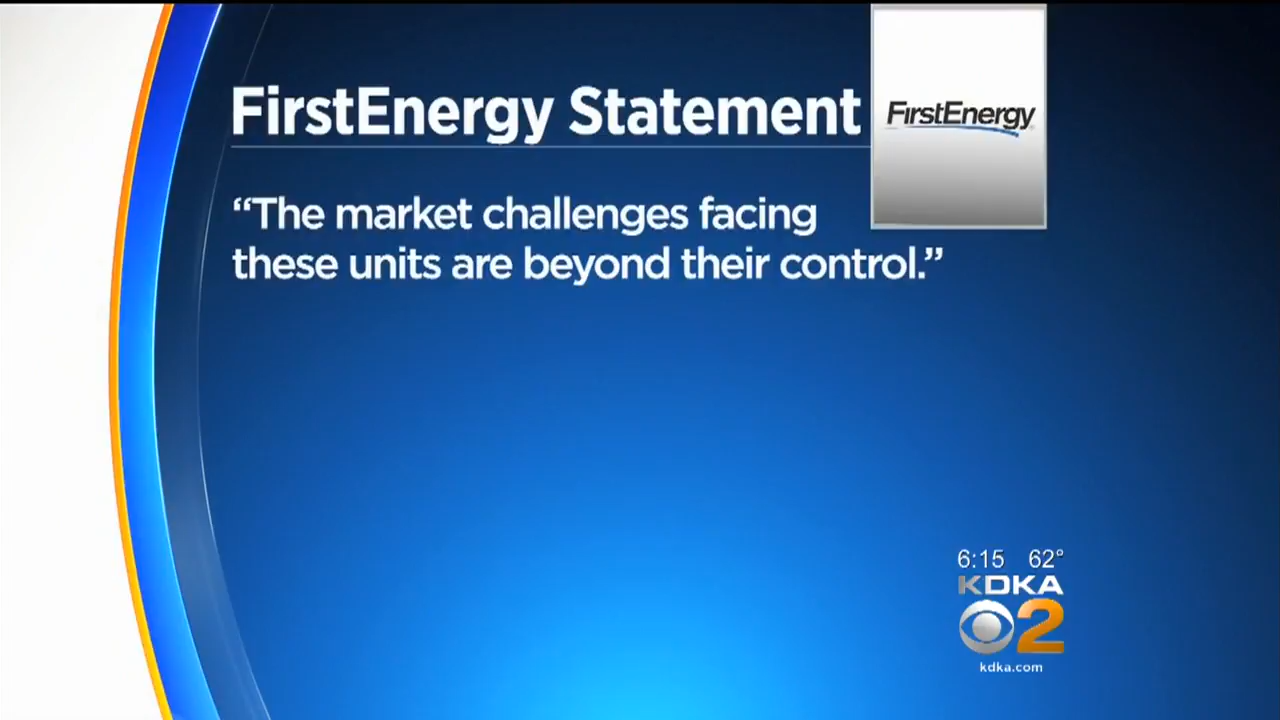 FirstEnergy Statement
FirstEnergy
“The market challenges facing
these units are beyond their control.”
6:15 62°
KDKA
2
kdka.com